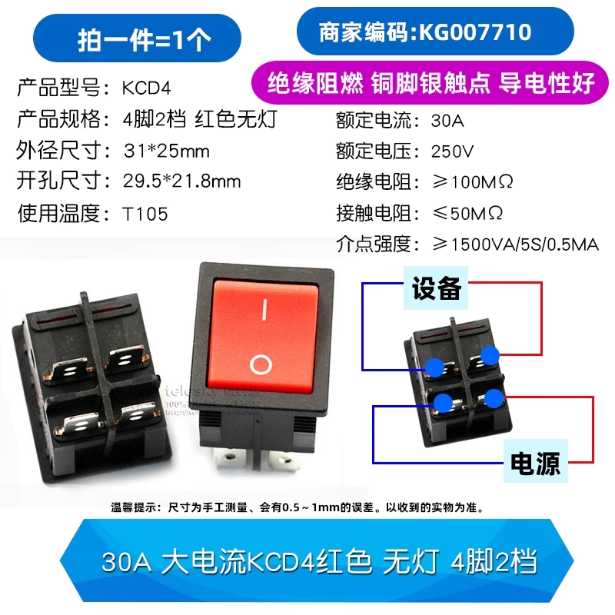 拍一件=1个
商家编码:KG007710
绝缘阻燃 铜脚银触点 导电性好
产品型号: KCD4
产品规格: 4脚2档 红色无灯
外径尺寸: 31*25mm
开孔尺寸: 29.5*21.8mm
使用温度: T105
额定电流: 30A
额定电压: 250V
绝缘电阻: ≥100MΩ
接触电阻: ≤50MΩ
介点强度: ≥1500VA/5S/0.5MA
设备
电源
telesky
温馨提示: 尺寸为手工测量、会有0.5~1mm的误差。以收到的实物为准。
30A 大电流KCD4红色 无灯 4脚2档